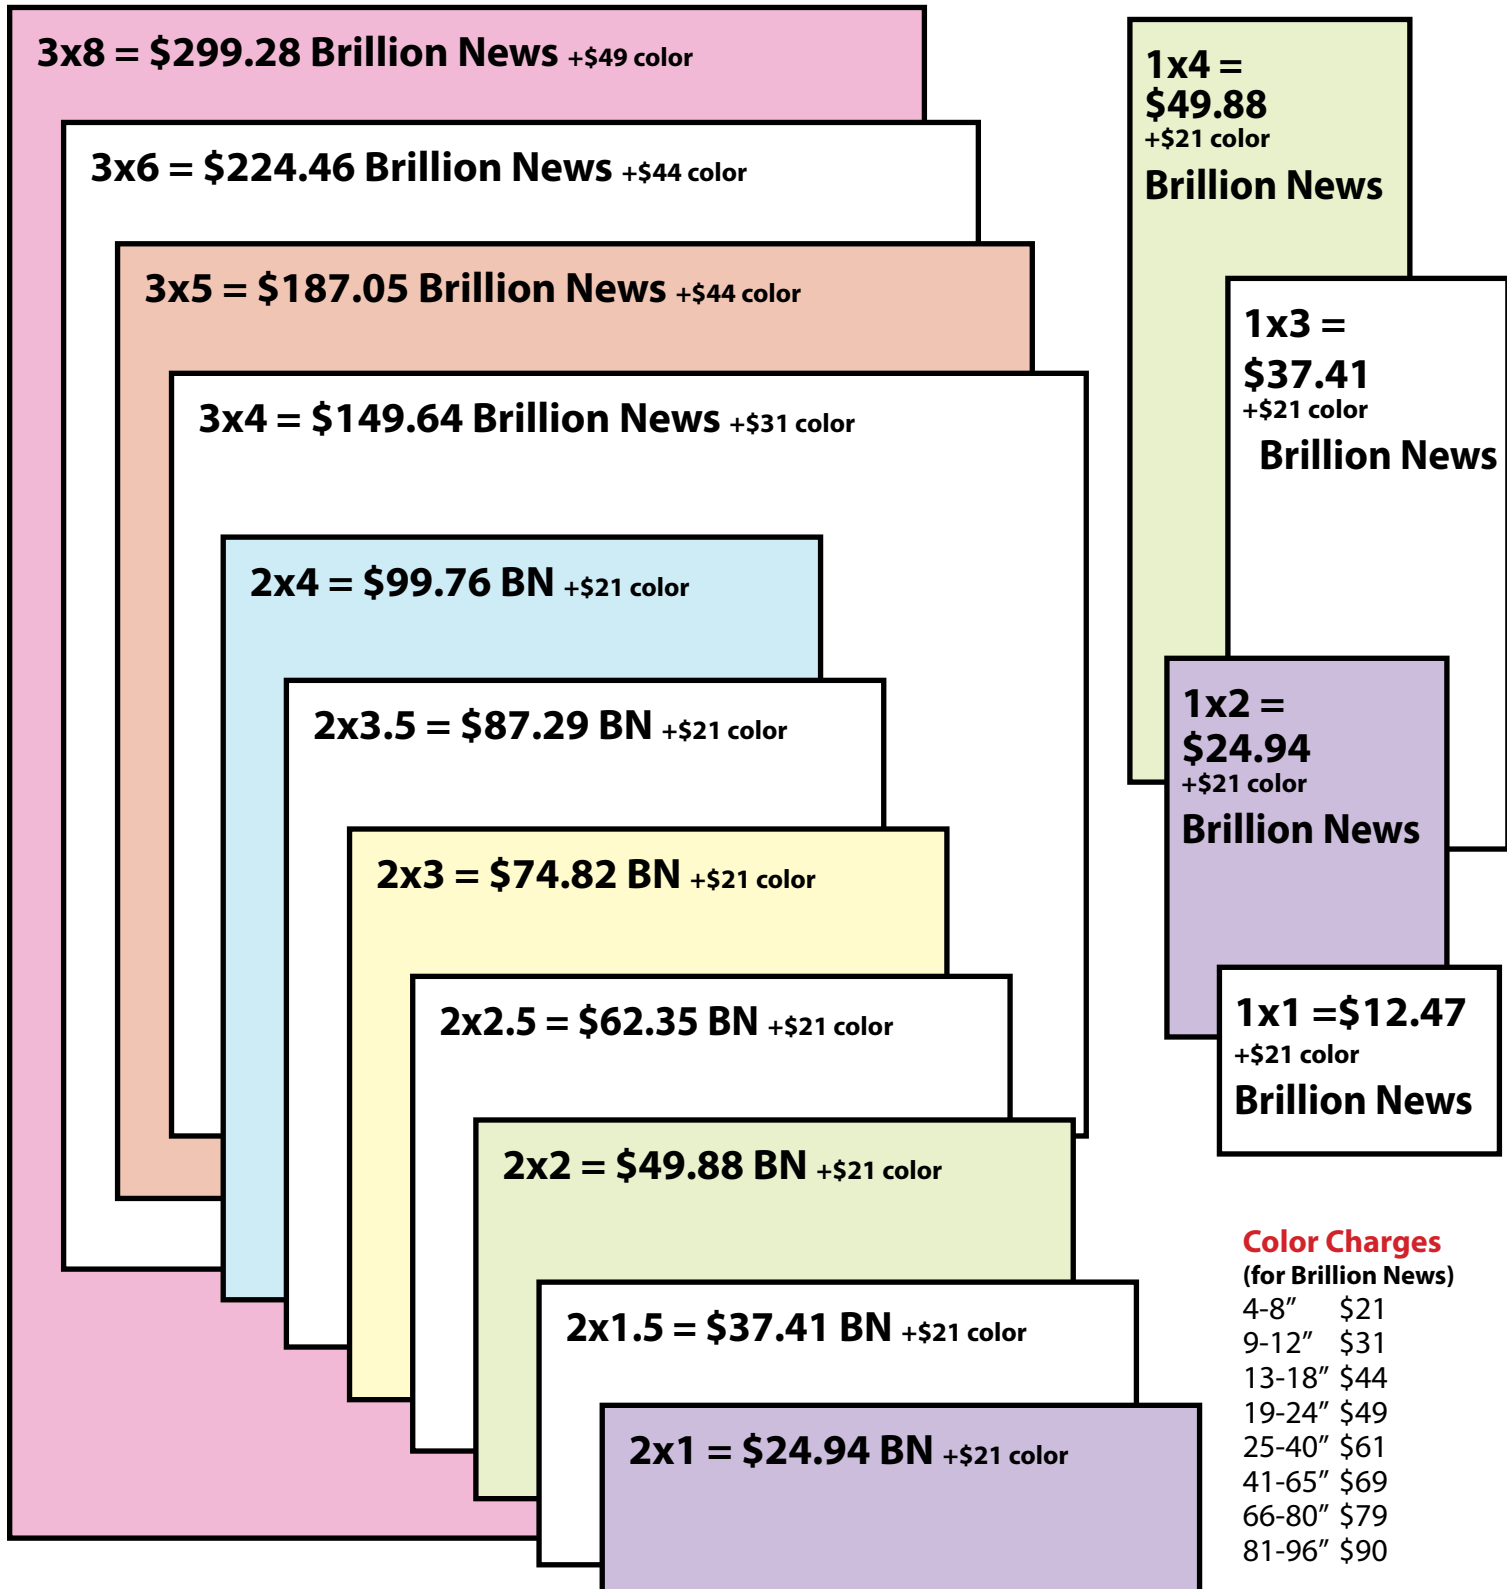 3x8 = $299.28 Brillion News +$49 color
3x6 = $224.46 Brillion News +$44 color
3x5 = $187.05 Brillion News +$44 color
3x4 = $149.64 Brillion News +$31 color
2x4 = $99.76 BN +$21 color
2x3.5 = $87.29 BN +$21 color
2x3 = $74.82 BN +$21 color
2x2.5 = $62.35 BN +$21 color
2x2 = $49.88 BN +$21 color
2x1.5 = $37.41 BN +$21 color
2x1 = $24.94 BN +$21 color
1x4 =
$49.88
+$21 color
Brillion News
1x3 =
$37.41
+$21 color
Brillion News
1x2 =
$24.94
+$21 color
Brillion News
1x1 =$12.47
+$21 color
Brillion News
Color Charges
(for Brillion News)
4-8” $21
9-12” $31
13-18” $44
19-24” $49
25-40” $61
41-65” $69
66-80” $79
81-96” $90